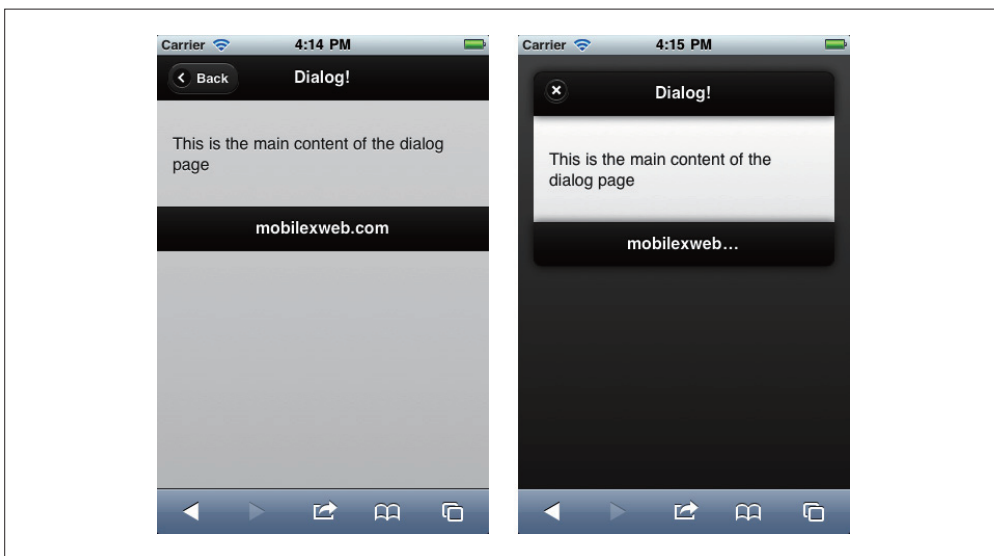 Carrier 4:14 PM
Back Dialog!
This is the main content of the dialog
page
mobilexweb.com
Carrier 4:15 PM
Dialog!
This is the main content of the
dialog page
mobilexweb...